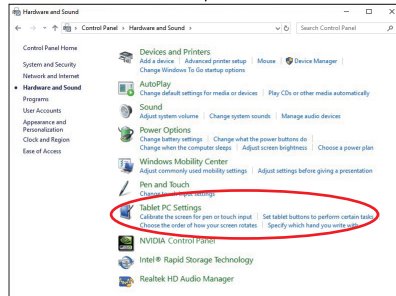 Hardware and Sound
Control Panel > Hardware and Sound >
Search Control Panel
Control Panel Home
System and Security
Network and Internet
Hardware and Sound
Programs
User Accounts
Appearance and
Personalization
Clock and Region
Ease of Access
Devices and Printers
Add a device | Advanced printer setup | Mouse | Device Manager |
Change Windows To Go startup options
AutoPlay
Change default settings for media or devices | Play CDs or other media automatically
Sound
Adjust system volume | Change system sounds | Manage audio devices
Power Options
Change battery settings | Change what the power buttons do |
Change when the computer sleeps | Adjust screen brightness | Choose a power plan
Windows Mobility Center
Adjust commonly used mobility settings | Adjust settings before giving a presentation
Pen and Touch
Change touch input settings
Tablet PC Settings
Calibrate the screen for pen or touch input | Set tablet buttons to perform certain tasks
Choose the order of how your screen rotates | Specify which hand you write with
NVIDIA Control Panel
Intel® Rapid Storage Technology
Realtek HD Audio Manager